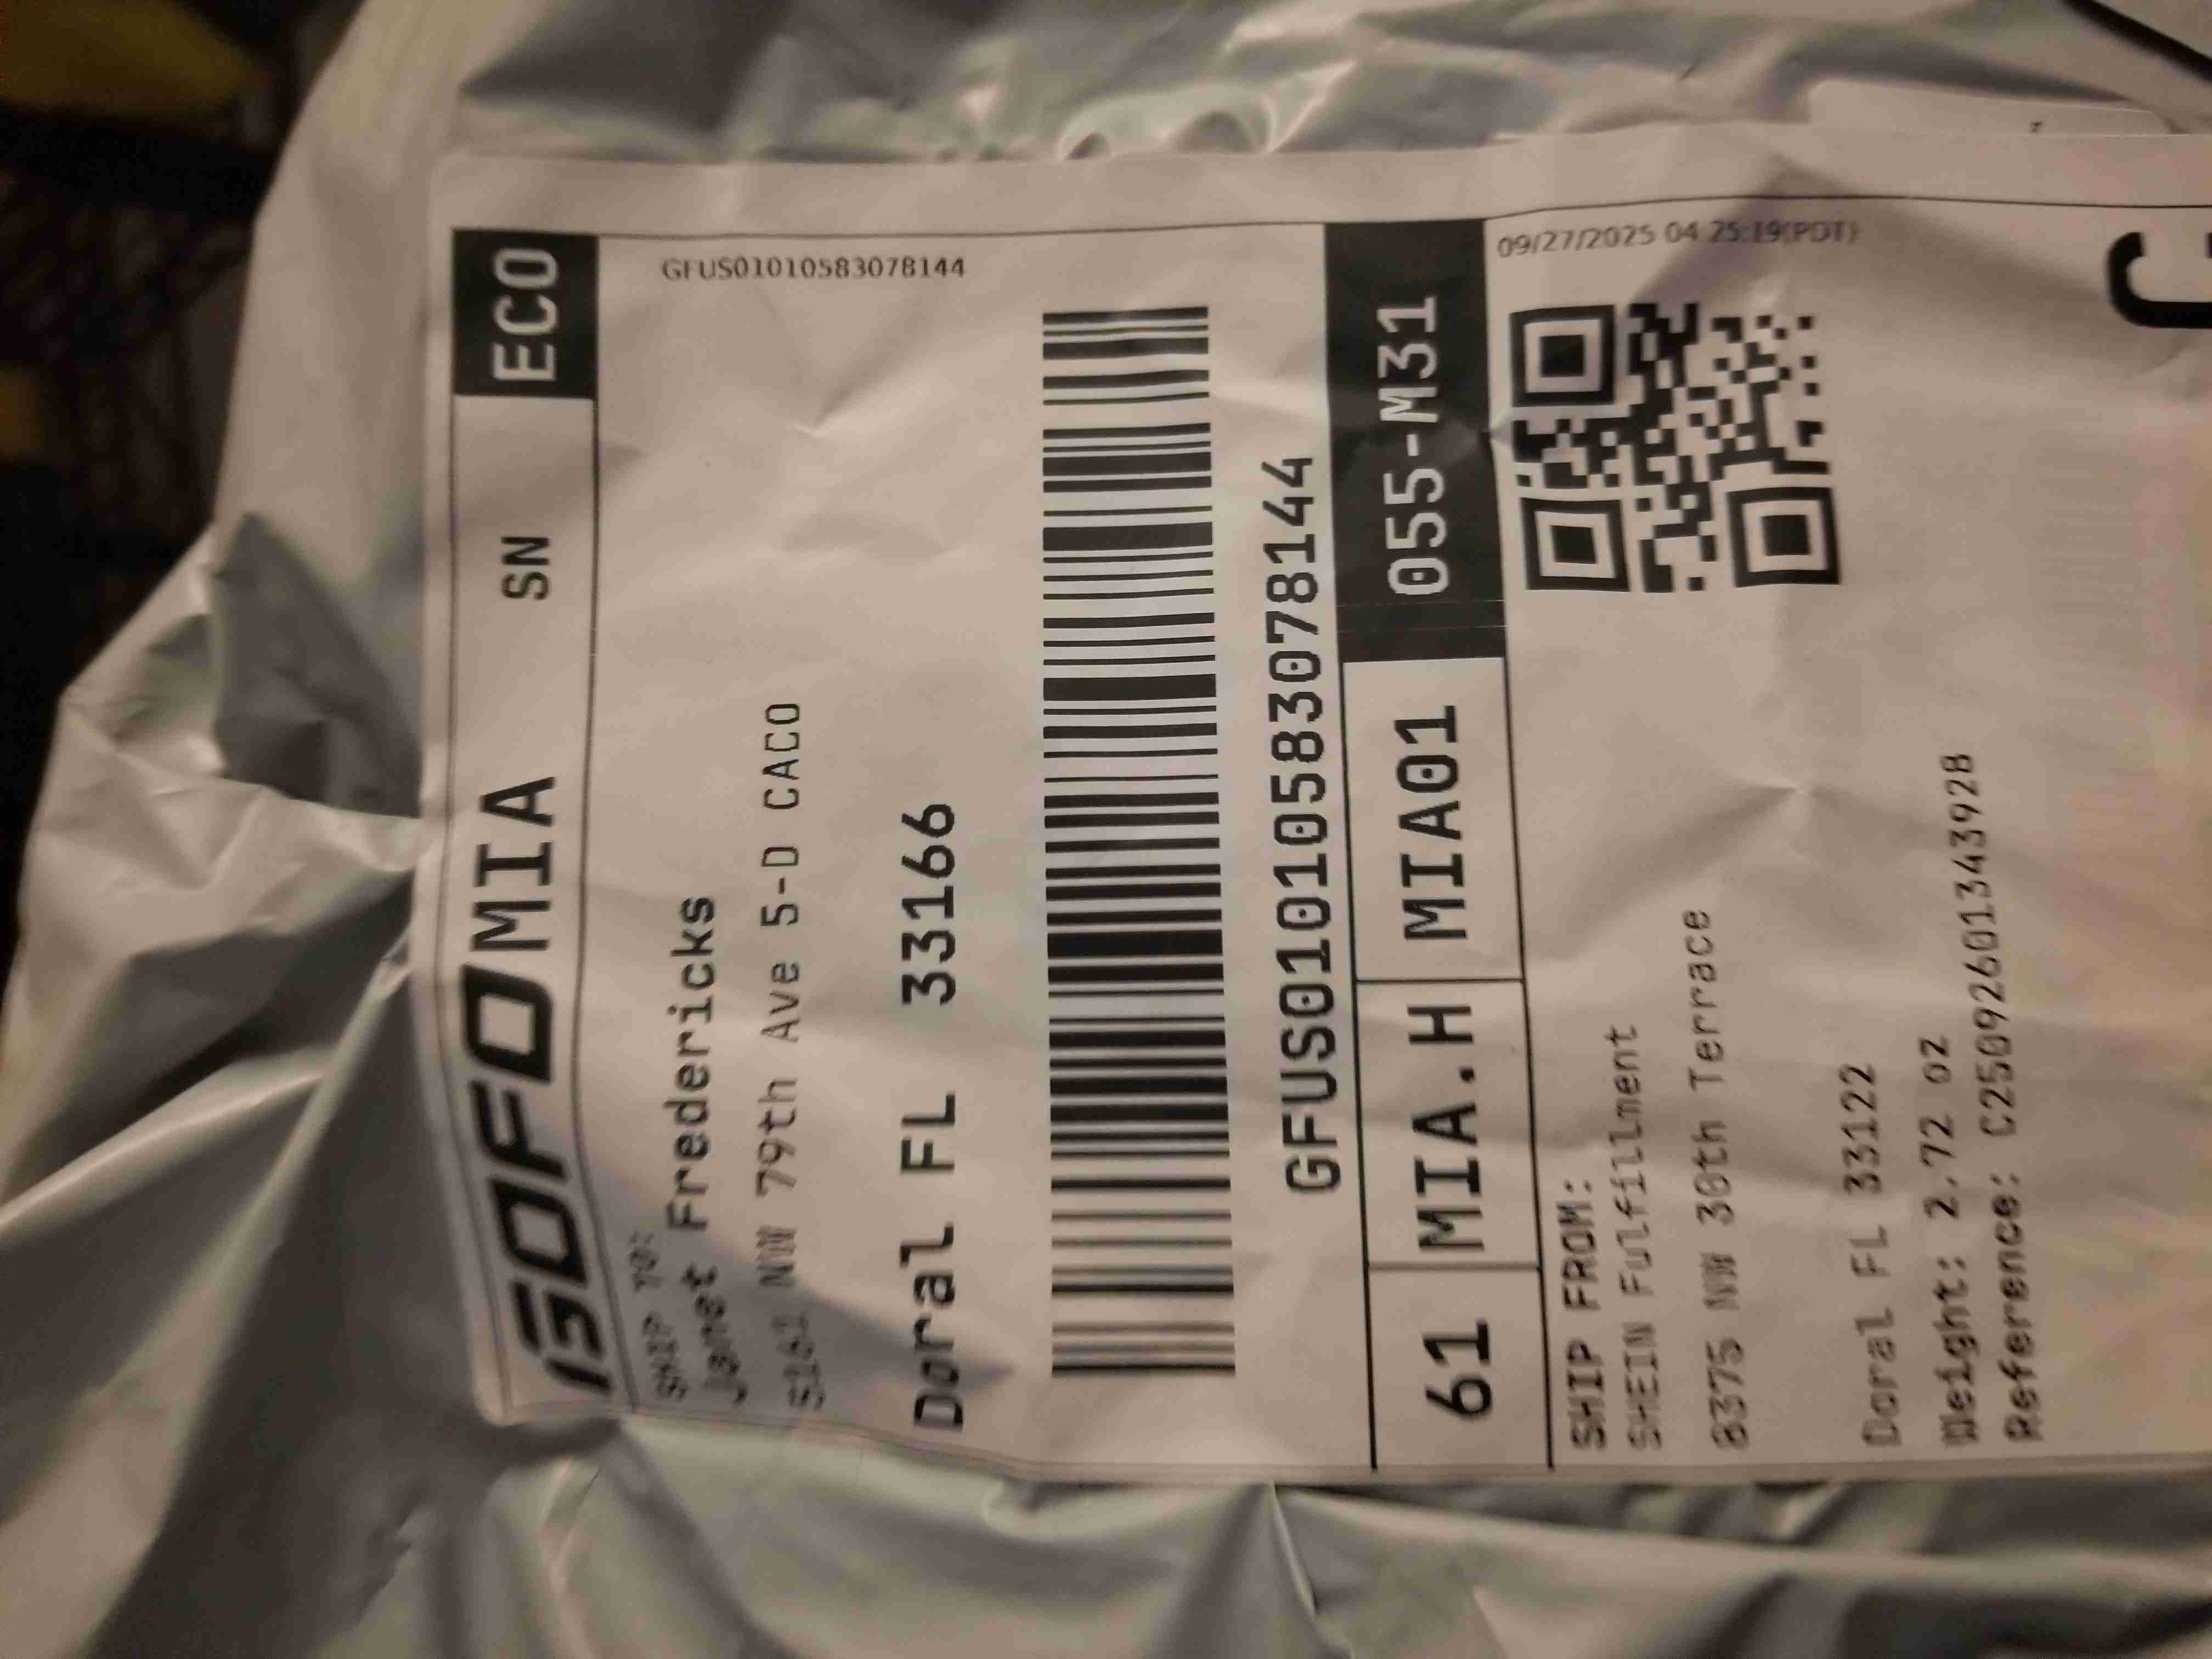 GOFO MIA SN ECO
GFUS01010583078144
SHIP TO:
Janet Fredericks
5161 NW 79th Ave 5-D CACO
Doral FL 33166
GFUS01010583078144
61 MIA.H MIA01 055-M31
09/27/2025 04:25:19(PDT)
SHIP FROM:
SHEIN Fulfillment
8375 NW 30th Terrace
Doral FL 33122
Weight: 2.72 oz
Reference: C250926601343928